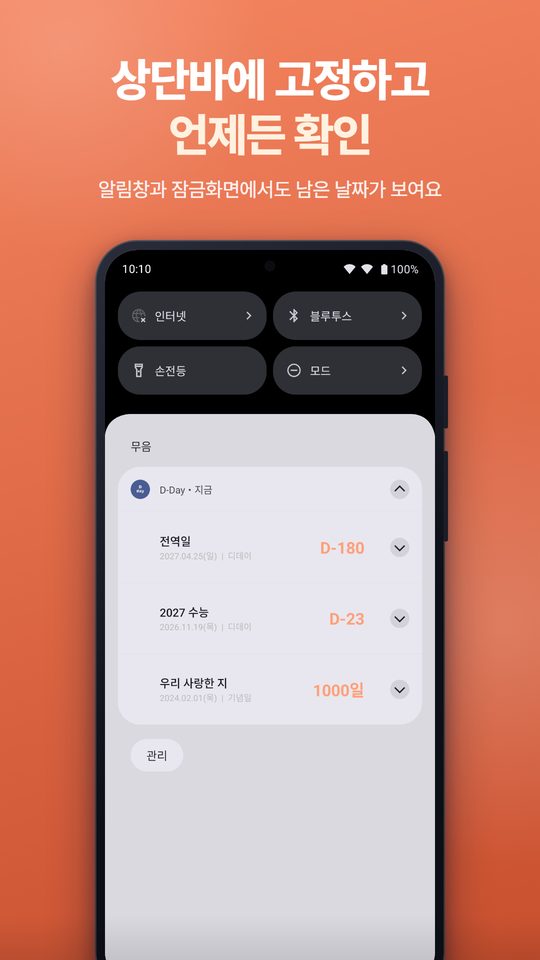 상단바에 고정하고
언제든 확인
알림창과 잠금화면에서도 남은 날짜가 보여요
10:10
100%
인터넷
블루투스
손전등
모드
무음
D-Day • 지금
전역일
2027.04.25(일) | 디데이
D-180
2027 수능
2026.11.19(목) | 디데이
D-23
우리 사랑한 지
2024.02.01(목) | 기념일
1000일
관리